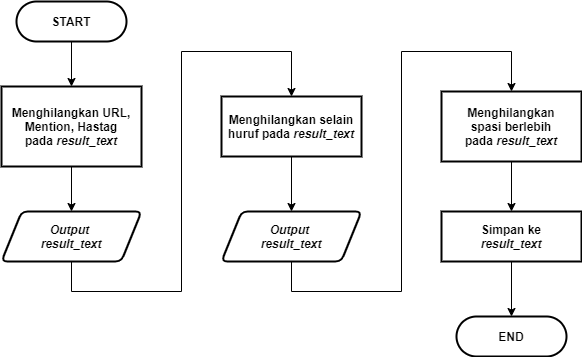 START
Menghilangkan URL,
Mention, Hastag
pada result_text
Output
result_text
Menghilangkan selain
huruf pada result_text
Output
result_text
Menghilangkan
spasi berlebih
pada result_text
Simpan ke
result_text
END